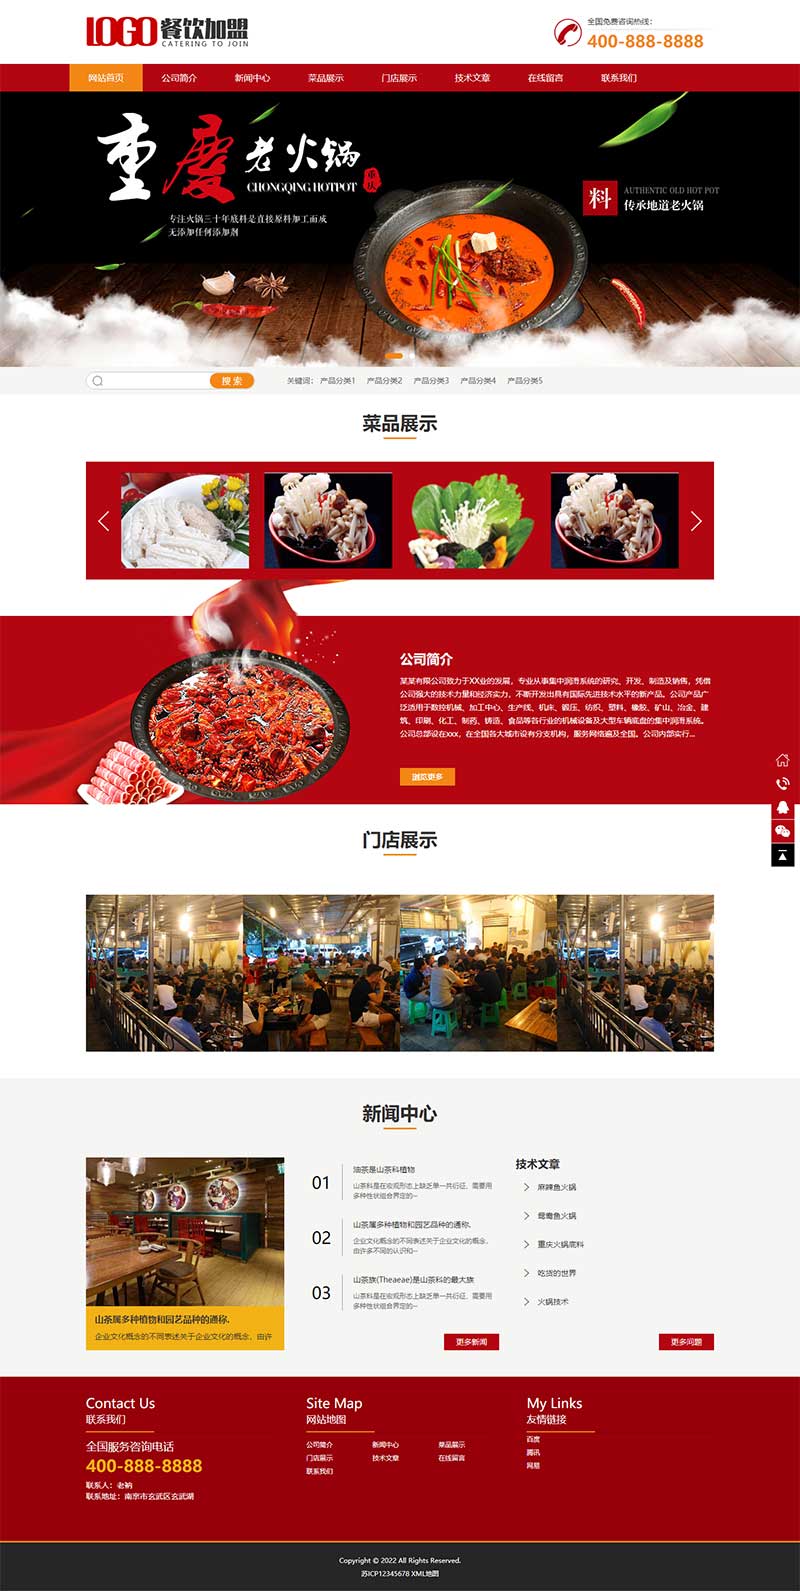 LOGO餐饮加盟
CATERING TO JOIN
全国免费咨询热线：
400-888-8888
网站首页 公司简介 新闻中心 菜品展示 门店展示 技术文章 在线留言 联系我们
重慶老火锅
重庆
CHONGQING HOTPOT
专注火锅三十年底料是直接原料加工而成
无添加任何添加剂
料
AUTHENTIC OLD HOT POT
传承地道老火锅
搜 索
关键词： 产品分类1 产品分类2 产品分类3 产品分类4 产品分类5
菜品展示
公司简介
某某有限公司致力于XX业的发展，专业从事集中润滑系统的研究、开发、制造及销售，凭借
公司强大的技术力量和经济实力，不断开发出具有国际先进技术水平的新产品。公司产品广
泛适用于数控机械、加工中心、生产线、机床、锻压、纺织、塑料、橡胶、矿山、冶金、建
筑、印刷、化工、制药、铸造、食品等各行业的机械设备及大型车辆底盘的集中润滑系统。
公司总部设在xxx，在全国各大城市设有分支机构，服务网络遍及全国。公司内部实行...
浏览更多
门店展示
新闻中心
山茶属多种植物和园艺品种的通称.
企业文化概念的不同表述关于企业文化的概念，由许
01
油茶是山茶科植物
山茶科是在宏观形态上缺乏单一共衍征，需要用
多种性状组合界定的~
02
山茶属多种植物和园艺品种的通称.
企业文化概念的不同表述关于企业文化的概念，
由许多不同的认识和~
03
山茶族(Theaeae)是山茶科的最大族
山茶科是在宏观形态上缺乏单一共衍征，需要用
多种性状组合界定的~
更多新闻
技术文章
麻辣鱼火锅
鸳鸯鱼火锅
重庆火锅底料
吃货的世界
火锅技术
更多问题
Contact Us
联系我们
全国服务咨询电话
400-888-8888
联系人：老衲
联系地址：南京市玄武区玄武湖
Site Map
网站地图
公司简介 新闻中心 菜品展示
门店展示 技术文章 在线留言
联系我们
My Links
友情链接
百度
腾讯
网易
Copyright © 2022 All Rights Reserved.
苏ICP12345678 XML地图